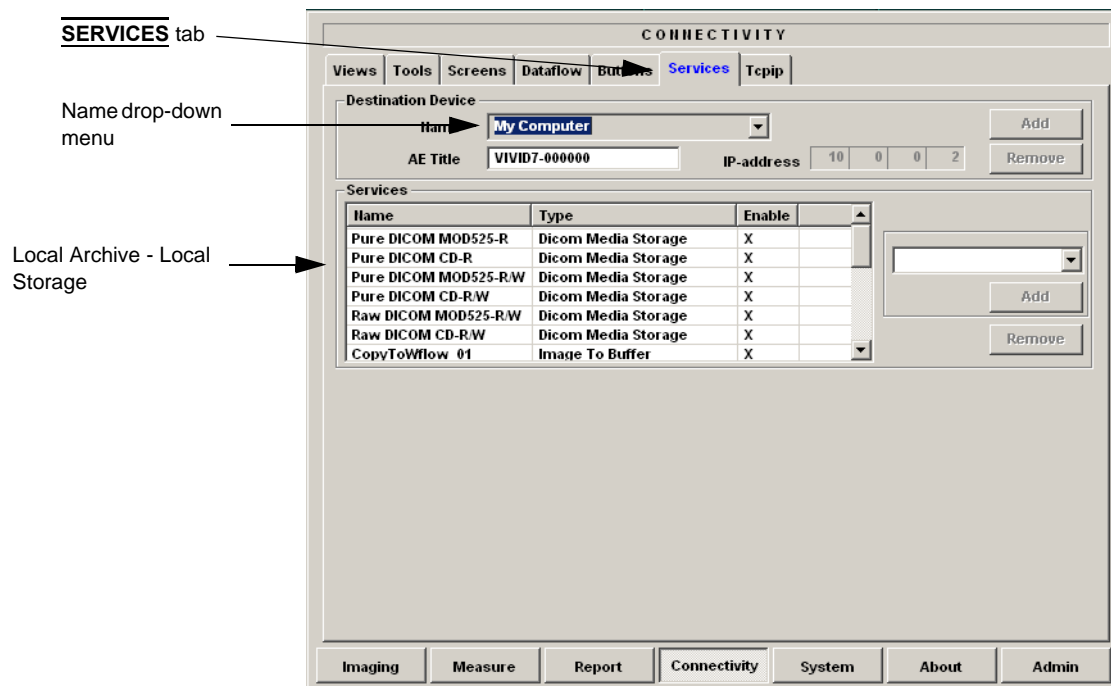 SERVICES tab
CONNECTIVITY
Views Tools Screens Dataflow Buttons Services Tcpip
Destination Device
Name drop-down menu
Name My Computer Add
AE Title VIVID7-000000 IP-address 10 0 0 2 Remove
Services
Name Type Enable
Pure DICOM MOD525-R Dicom Media Storage X
Pure DICOM CD-R Dicom Media Storage X
Local Archive - Local Storage
Pure DICOM MOD525-R/W Dicom Media Storage X
Pure DICOM CD-R/W Dicom Media Storage X
Add
Raw DICOM MOD525-R/W Dicom Media Storage X
Raw DICOM CD-R/W Dicom Media Storage X
Remove
CopyToWflow_01 Image To Buffer X
Imaging Measure Report Connectivity System About Admin